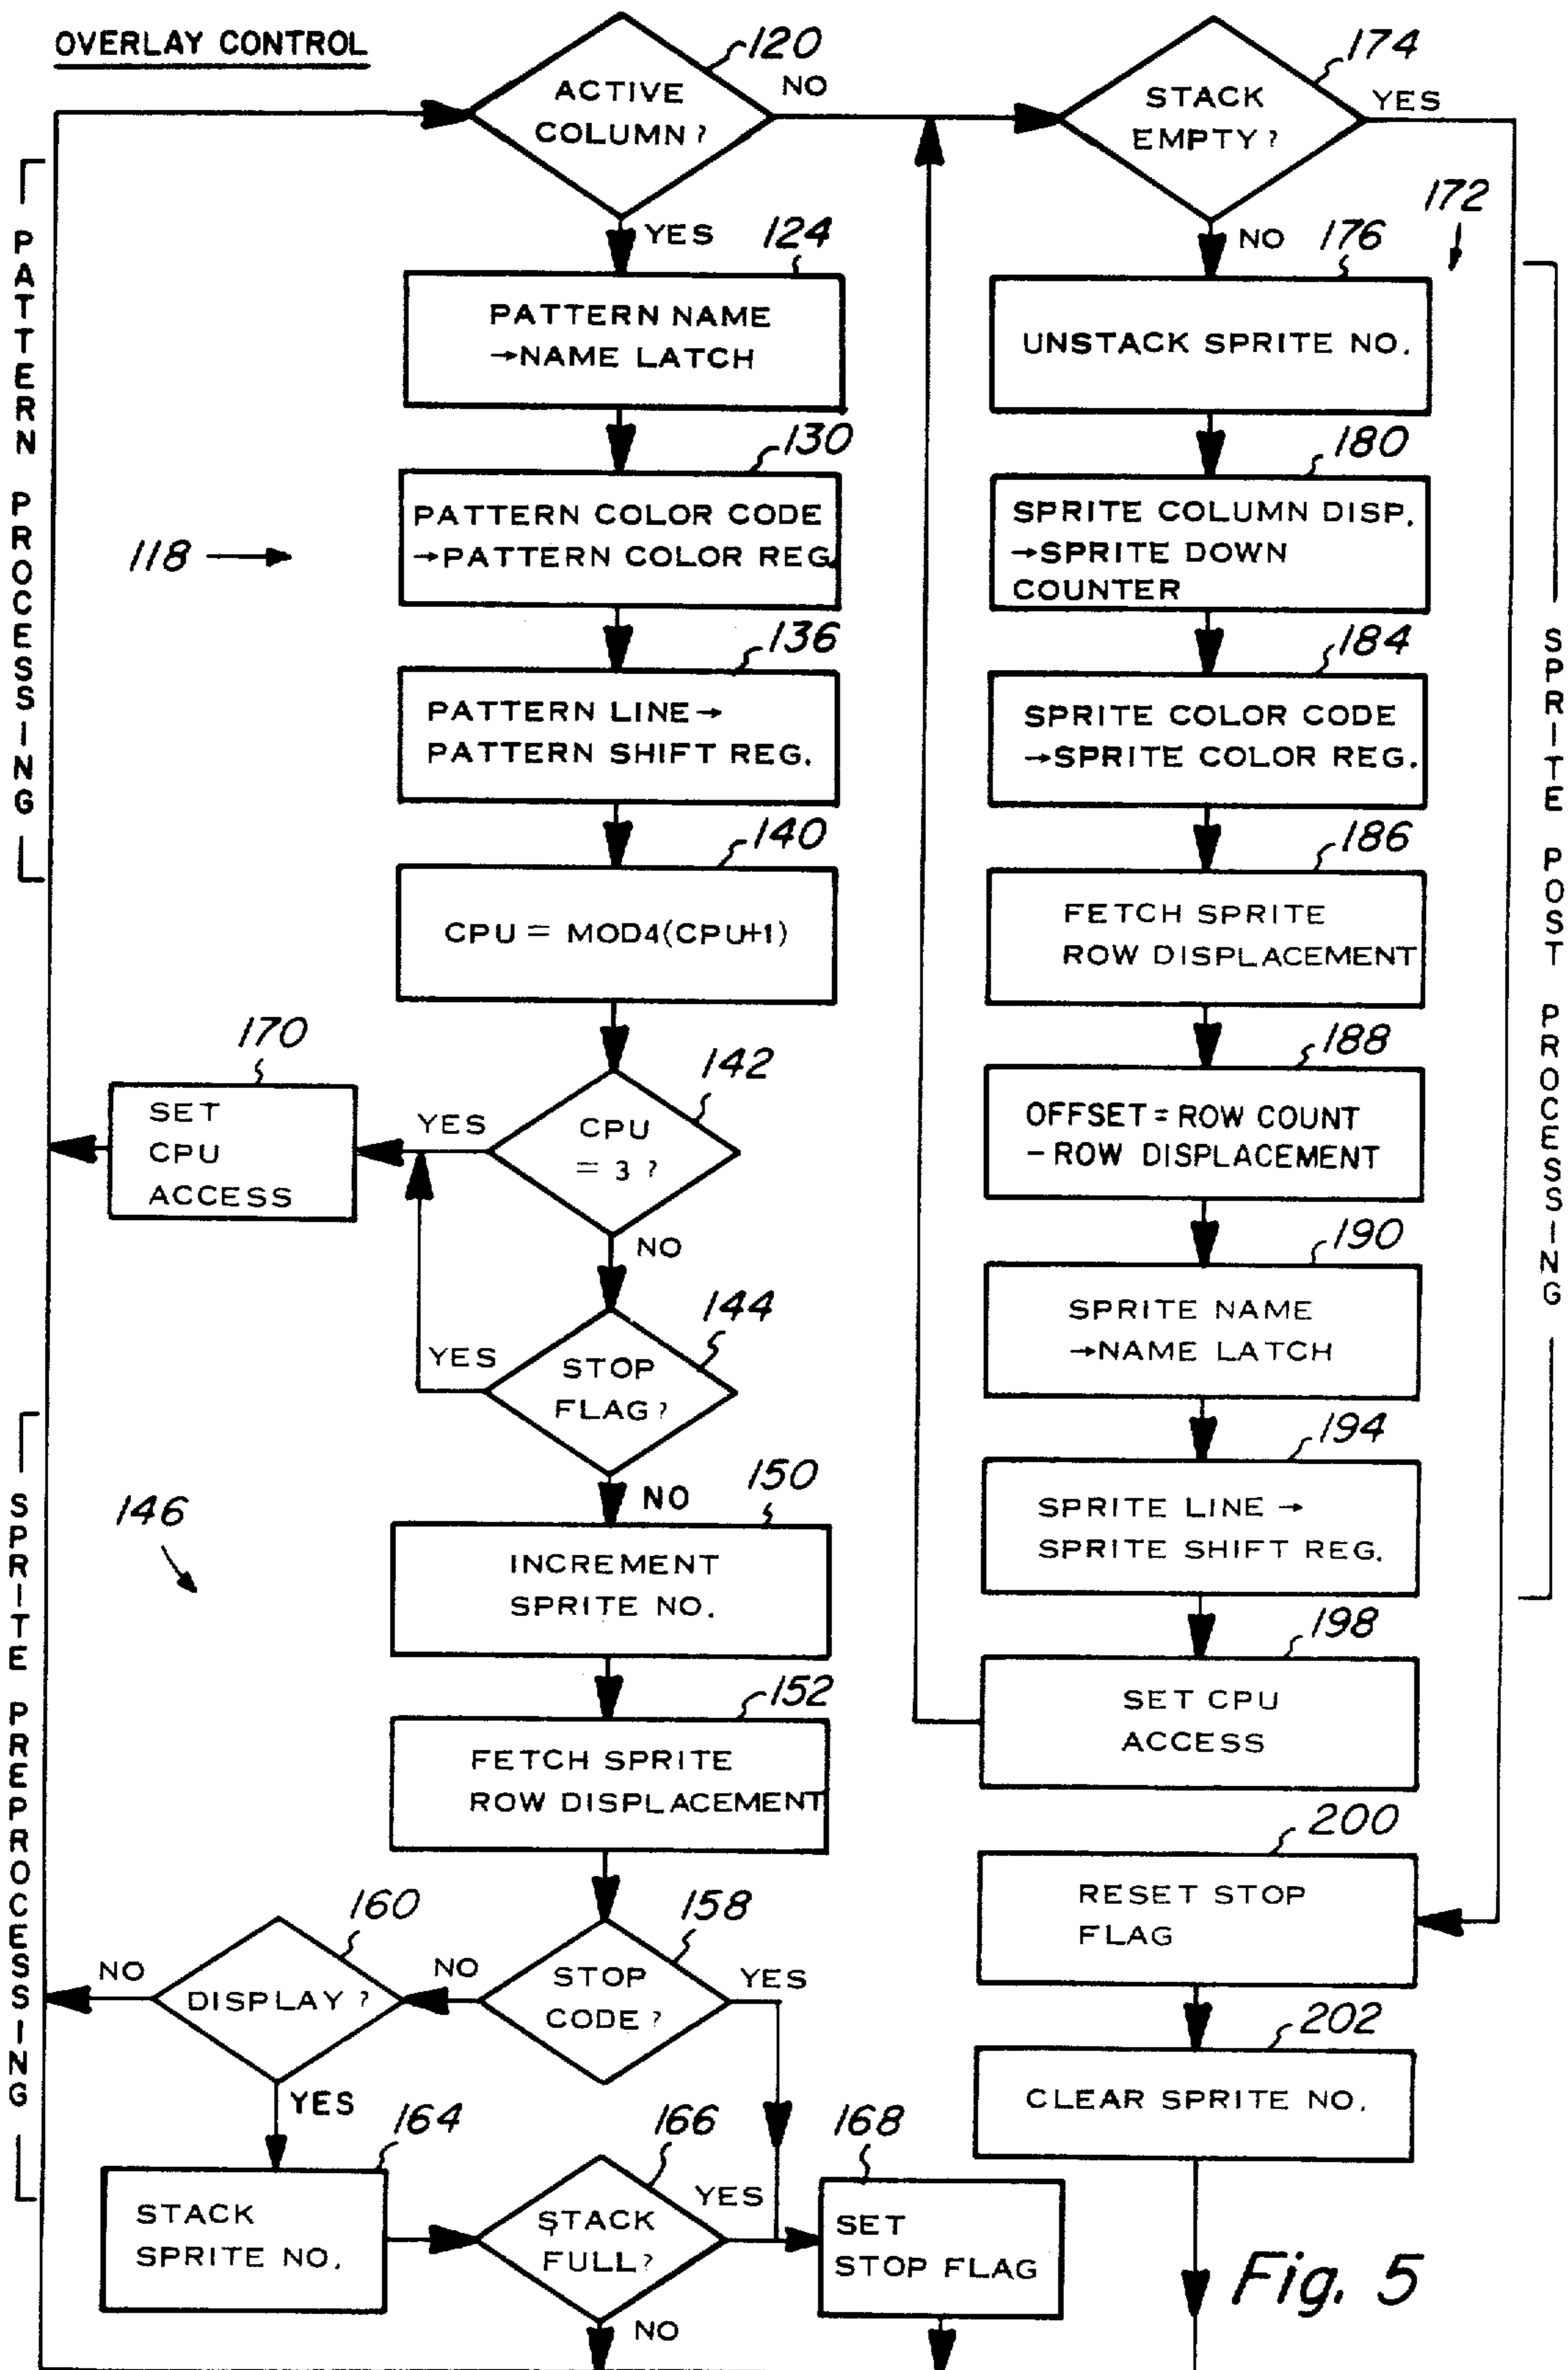 OVERLAY CONTROL
120
ACTIVE
COLUMN?
NO
YES
PATTERN PROCESSING
118
124
PATTERN NAME
→NAME LATCH
130
PATTERN COLOR CODE
→PATTERN COLOR REG.
136
PATTERN LINE→
PATTERN SHIFT REG.
140
CPU = MOD4(CPU+1)
142
CPU
= 3 ?
YES
NO
170
SET
CPU
ACCESS
144
STOP
FLAG?
YES
NO
SPRITE PREPROCESSING
146
150
INCREMENT
SPRITE NO.
152
FETCH SPRITE
ROW DISPLACEMENT
158
STOP
CODE?
NO
YES
160
DISPLAY?
NO
YES
164
STACK
SPRITE NO.
166
STACK
FULL?
YES
NO
168
SET
STOP FLAG
174
STACK
EMPTY?
YES
NO
172
SPRITE POST PROCESSING
176
UNSTACK SPRITE NO.
180
SPRITE COLUMN DISP.
→SPRITE DOWN
COUNTER
184
SPRITE COLOR CODE
→SPRITE COLOR REG.
186
FETCH SPRITE
ROW DISPLACEMENT
188
OFFSET = ROW COUNT
- ROW DISPLACEMENT
190
SPRITE NAME
→NAME LATCH
194
SPRITE LINE →
SPRITE SHIFT REG.
198
SET CPU
ACCESS
200
RESET STOP
FLAG
202
CLEAR SPRITE NO.
Fig. 5